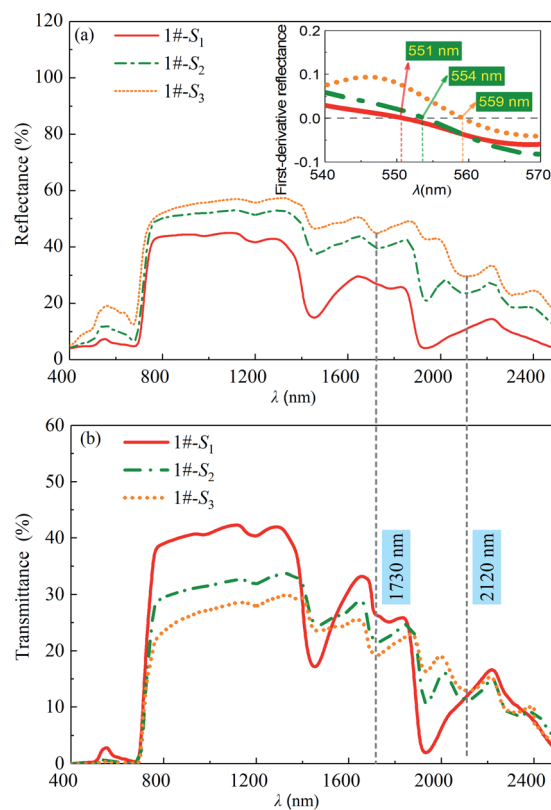 120
100
80
60
40
20
0
Reflectance (%)
(a)
1#-S1
1#-S2
1#-S3
First-derivative reflectance
0.2
0.1
0.0
-0.1
551 nm
554 nm
559 nm
540 550 560 570
λ(nm)
400 800 1200 1600 2000 2400
λ (nm)
60
50
40
30
20
10
0
Transmittance (%)
(b)
1#-S1
1#-S2
1#-S3
1730 nm
2120 nm
400 800 1200 1600 2000 2400
λ (nm)